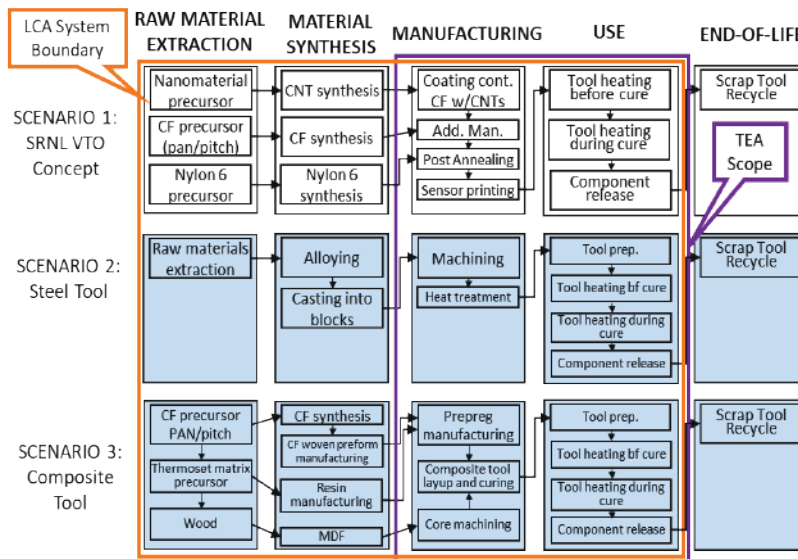 LCA System
Boundary
RAW MATERIAL
EXTRACTION
MATERIAL
SYNTHESIS
MANUFACTURING
USE
END-OF-LIFE
SCENARIO 1:
SRNL VTO
Concept
Nanomaterial
precursor
CF precursor
(pan/pitch)
Nylon 6
precursor
CNT synthesis
CF synthesis
Nylon 6
synthesis
Coating cont.
CF w/CNTs
Add. Man.
Post Annealing
Sensor printing
Tool heating
before cure
Tool heating
during cure
Component
release
Scrap Tool
Recycle
TEA
Scope
SCENARIO 2:
Steel Tool
Raw materials
extraction
Alloying
Casting into
blocks
Machining
Heat treatment
Tool prep.
Tool heating bf cure
Tool heating during
cure
Component release
Scrap Tool
Recycle
SCENARIO 3:
Composite
Tool
CF precursor
PAN/pitch
Thermoset matrix
precursor
Wood
CF synthesis
CF woven preform
manufacturing
Resin
manufacturing
MDF
Prepreg
manufacturing
Composite tool
layup and curing
Core machining
Tool prep.
Tool heating bf cure
Tool heating during
cure
Component release
Scrap Tool
Recycle